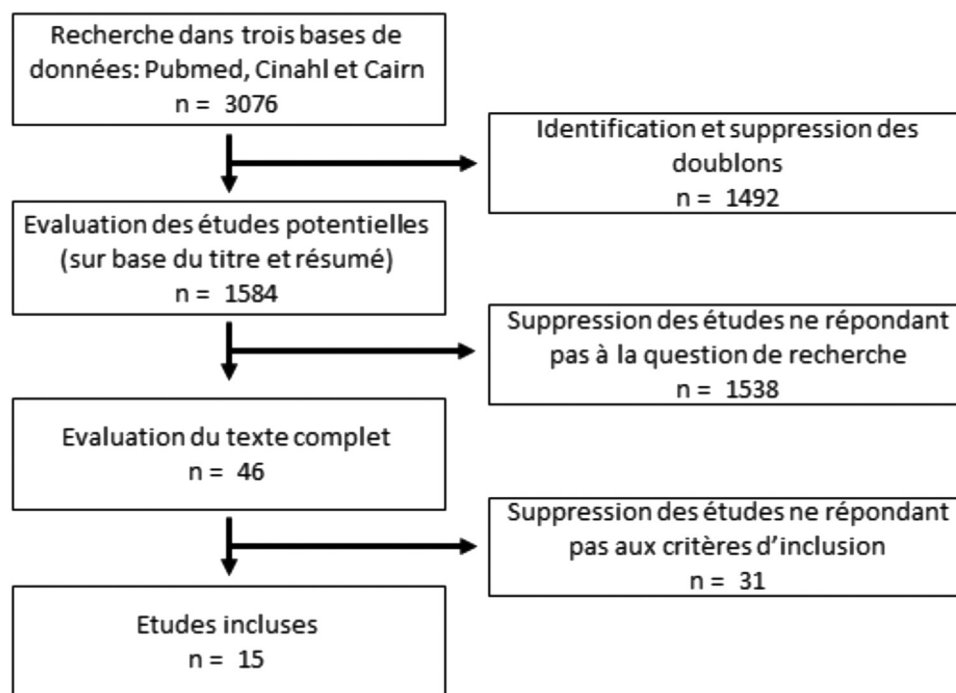 Recherche dans trois bases de
données: Pubmed, Cinahl et Cairn
n = 3076
Identification et suppression des
doublons
n = 1492
Evaluation des études potentielles
(sur base du titre et résumé)
n = 1584
Suppression des études ne répondant
pas à la question de recherche
n = 1538
Evaluation du texte complet
n = 46
Suppression des études ne répondant
pas aux critères d'inclusion
n = 31
Etudes incluses
n = 15